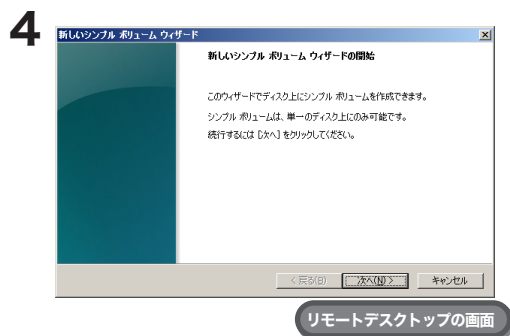 4
新しいシンプル ボリューム ウィザード
新しいシンプル ボリューム ウィザードの開始
このウィザードでディスク上にシンプル ボリュームを作成できます。
シンプル ボリュームは、単一のディスク上にのみ可能です。
続行するには [次へ] をクリックしてください。
< 戻る(B)
次へ(N) >
キャンセル
リモートデスクトップの画面